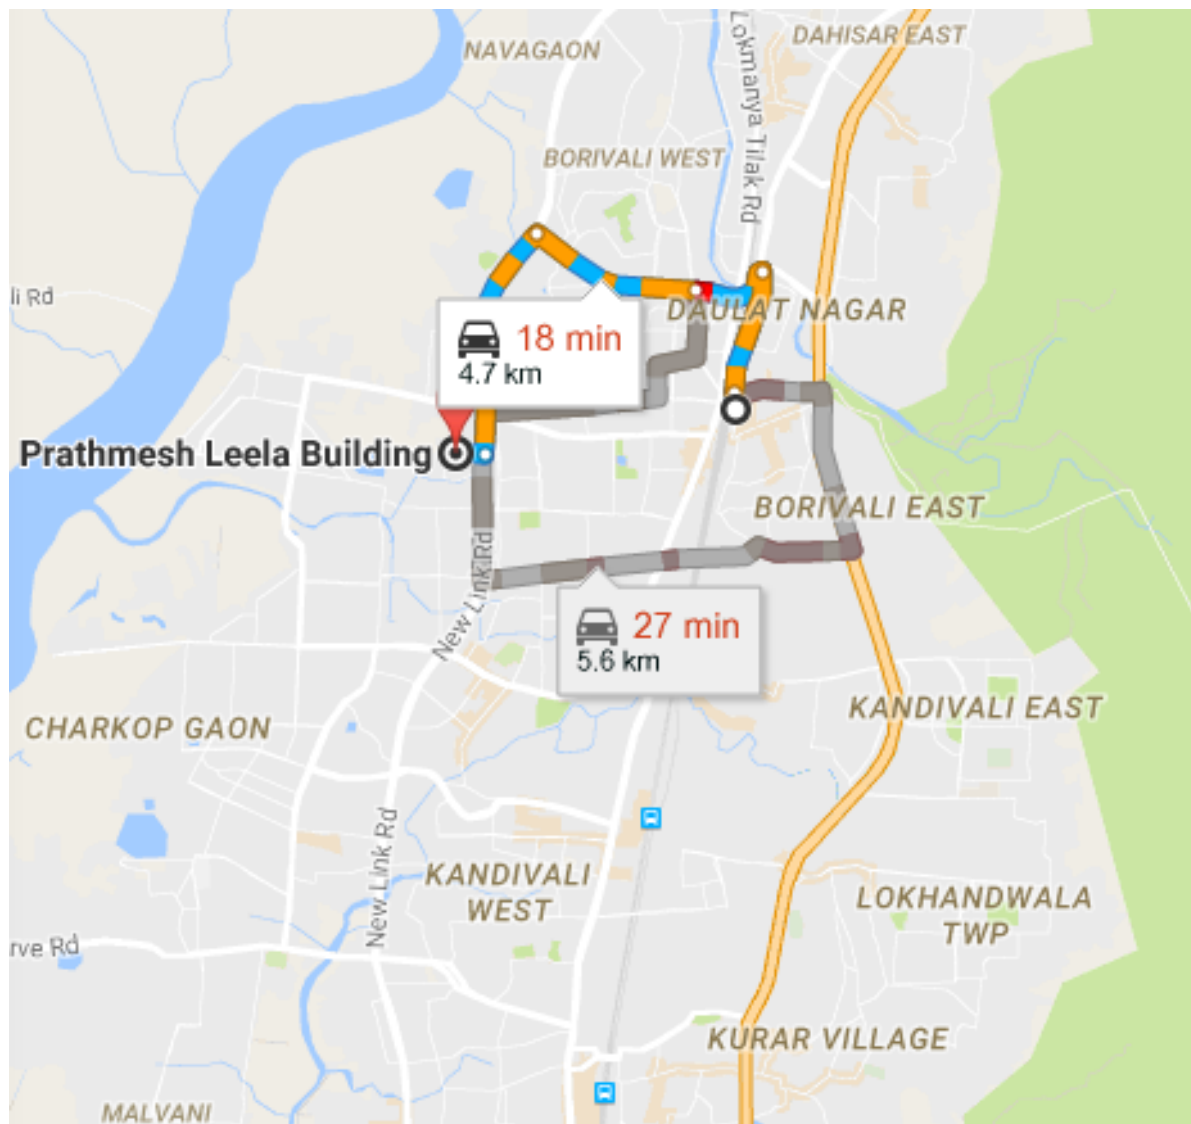 NAVAGAON
DAHISAR EAST
Lokmanya Tilak Rd
BORIVALI WEST
li Rd
DAULAT NAGAR
18 min
4.7 km
Prathmesh Leela Building
BORIVALI EAST
New Link Rd
27 min
5.6 km
CHARKOP GAON
KANDIVALI EAST
New Link Rd
KANDIVALI
WEST
LOKHANDWALA
TWP
rve Rd
KURAR VILLAGE
MALVANI